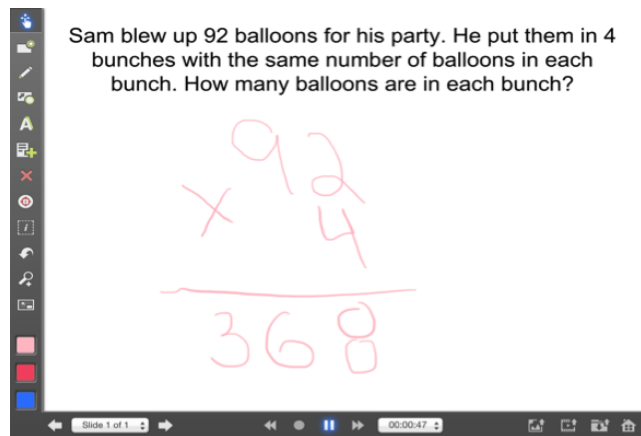 Sam blew up 92 balloons for his party. He put them in 4
bunches with the same number of balloons in each
bunch. How many balloons are in each bunch?
92
x 4
368
A
i
Slide 1 of 1
00:00:47